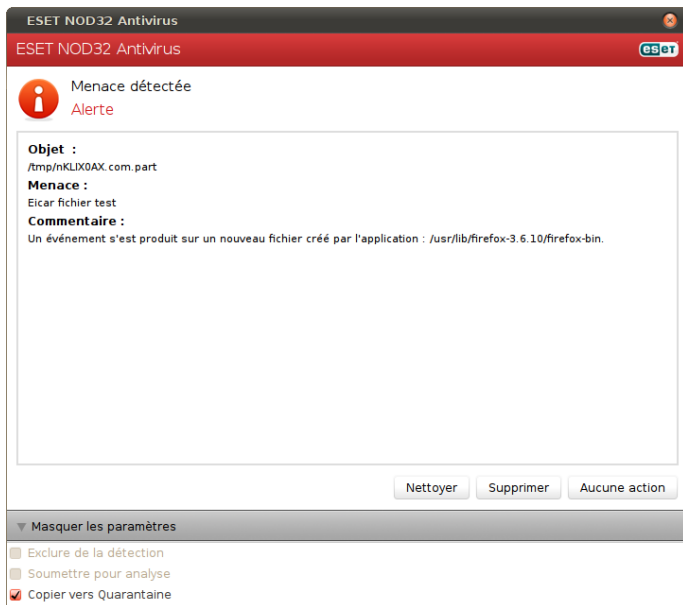 ESET NOD32 Antivirus
ESET NOD32 Antivirus
eset
Menace détectée
Alerte
Objet :
/tmp/nKLIX0AX.com.part
Menace :
Eicar fichier test
Commentaire :
Un événement s'est produit sur un nouveau fichier créé par l'application : /usr/lib/firefox-3.6.10/firefox-bin.
Nettoyer
Supprimer
Aucune action
Masquer les paramètres
Exclure de la détection
Soumettre pour analyse
Copier vers Quarantaine